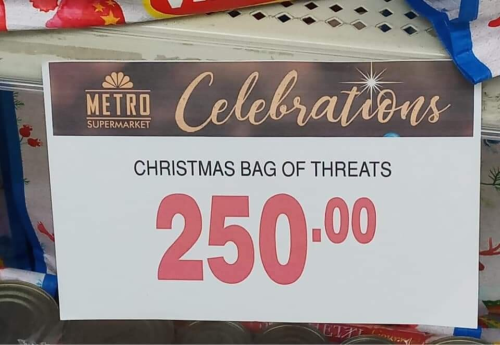 METRO
SUPERMARKET
Celebrations
CHRISTMAS BAG OF THREATS
250.00